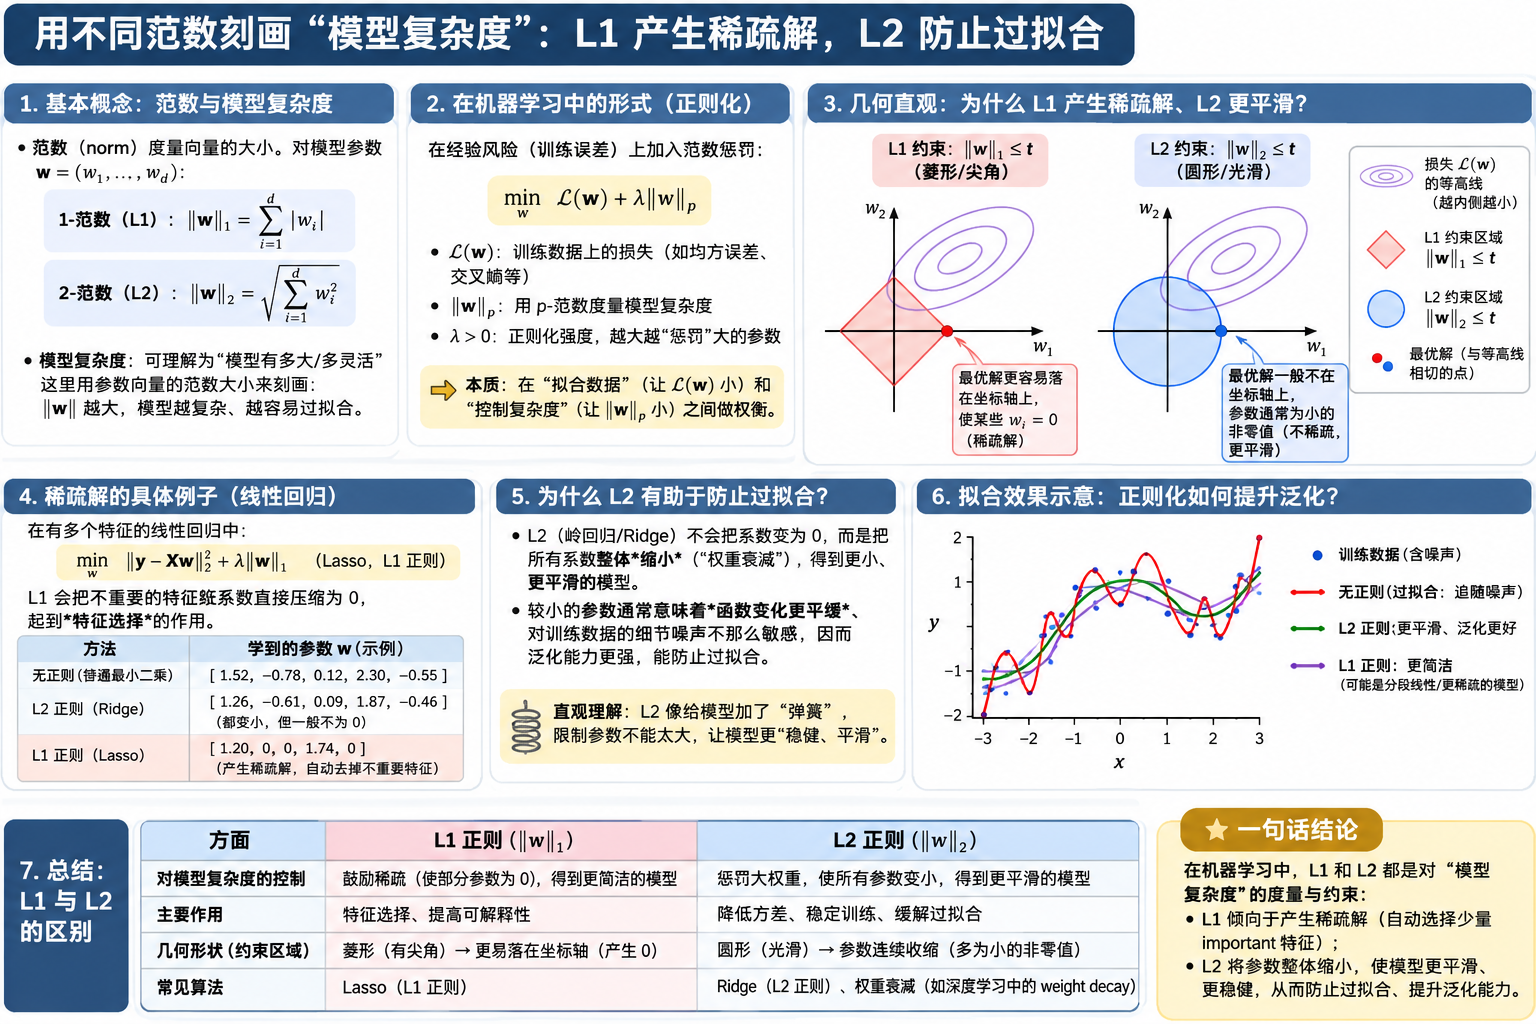 用不同范数刻画“模型复杂度”：L1 产生稀疏解，L2 防止过拟合
1. 基本概念：范数与模型复杂度
• 范数（norm）度量向量的大小。对模型参数
w = (w₁, …, w_d)：
1-范数（L1）： ‖w‖₁ = ∑_{i=1}^{d} |w_i|
2-范数（L2）： ‖w‖₂ = √(∑_{i=1}^{d} w_i²)
• 模型复杂度：可理解为“模型有多大/多灵活”
这里用参数向量的范数大小来刻画：
‖w‖ 越大，模型越复杂、越容易过拟合。
2. 在机器学习中的形式（正则化）
在经验风险（训练误差）上加入范数惩罚：
min_w ℒ(w) + λ‖w‖_p
• ℒ(w)：训练数据上的损失（如均方误差、
交叉熵等）
• ‖w‖_p：用 p-范数度量模型复杂度
• λ > 0：正则化强度，越大越“惩罚”大的参数
本质：在“拟合数据”（让 ℒ(w) 小）和
“控制复杂度”（让 ‖w‖_p 小）之间做权衡。
3. 几何直观：为什么 L1 产生稀疏解、L2 更平滑？
L1 约束：‖w‖₁ ≤ t
（菱形/尖角）
w₂
w₁
最优解更容易落
在坐标轴上，
使某些 w_i = 0
（稀疏解）
L2 约束：‖w‖₂ ≤ t
（圆形/光滑）
w₂
w₁
最优解一般不在
坐标轴上，
参数通常为小的
非零值（不稀疏，
更平滑）
损失 ℒ(w)
的等高线
（越内侧越小）
L1 约束区域
‖w‖₁ ≤ t
L2 约束区域
‖w‖₂ ≤ t
最优解（与等高线
相切的点）
4. 稀疏解的具体例子（线性回归）
在有多个特征的线性回归中：
min_w ‖y − Xw‖₂² + λ‖w‖₁ （Lasso，L1 正则）
L1 会把不重要的特征系数直接压缩为 0，
起到*特征选择*的作用。
方法 学到的参数 w（示例）
无正则（普通最小二乘） [ 1.52, −0.78, 0.12, 2.30, −0.55 ]
L2 正则（Ridge） [ 1.26, −0.61, 0.09, 1.87, −0.46 ]
（都变小，但一般不为 0）
L1 正则（Lasso） [ 1.20, 0, 0, 1.74, 0 ]
（产生稀疏解，自动去掉不重要特征）
5. 为什么 L2 有助于防止过拟合？
• L2（岭回归/Ridge）不会把系数变为 0，而是把
所有系数整体*缩小*（“权重衰减”），得到更小、
更平滑的模型。
• 较小的参数通常意味着*函数变化更平缓*、
对训练数据的细节噪声不那么敏感，因而
泛化能力更强，能防止过拟合。
直观理解：L2 像给模型加了“弹簧”，
限制参数不能太大，让模型更“稳健、平滑”。
6. 拟合效果示意：正则化如何提升泛化？
2
1
−1
−2
y
−3 −2 −1 0 1 2 3
x
训练数据（含噪声）
无正则（过拟合：追随噪声）
L2 正则：更平滑、泛化更好
L1 正则：更简洁
（可能是分段线性/更稀疏的模型）
7. 总结：
L1 与 L2
的区别
方面 L1 正则（‖w‖₁） L2 正则（‖w‖₂）
对模型复杂度的控制 鼓励稀疏（使部分参数为 0），得到更简洁的模型 惩罚大权重，使所有参数变小，得到更平滑的模型
主要作用 特征选择、提高可解释性 降低方差、稳定训练、缓解过拟合
几何形状（约束区域） 菱形（有尖角）→ 更易落在坐标轴（产生 0） 圆形（光滑）→ 参数连续收缩（多为小的非零值）
常见算法 Lasso（L1 正则） Ridge（L2 正则）、权重衰减（如深度学习中的 weight decay）
一句话结论
在机器学习中，L1 和 L2 都是对“模型
复杂度”的度量与约束：
• L1 倾向于产生稀疏解（自动选择少量
important 特征）；
• L2 将参数整体缩小，使模型更平滑、
更稳健，从而防止过拟合、提升泛化能力。